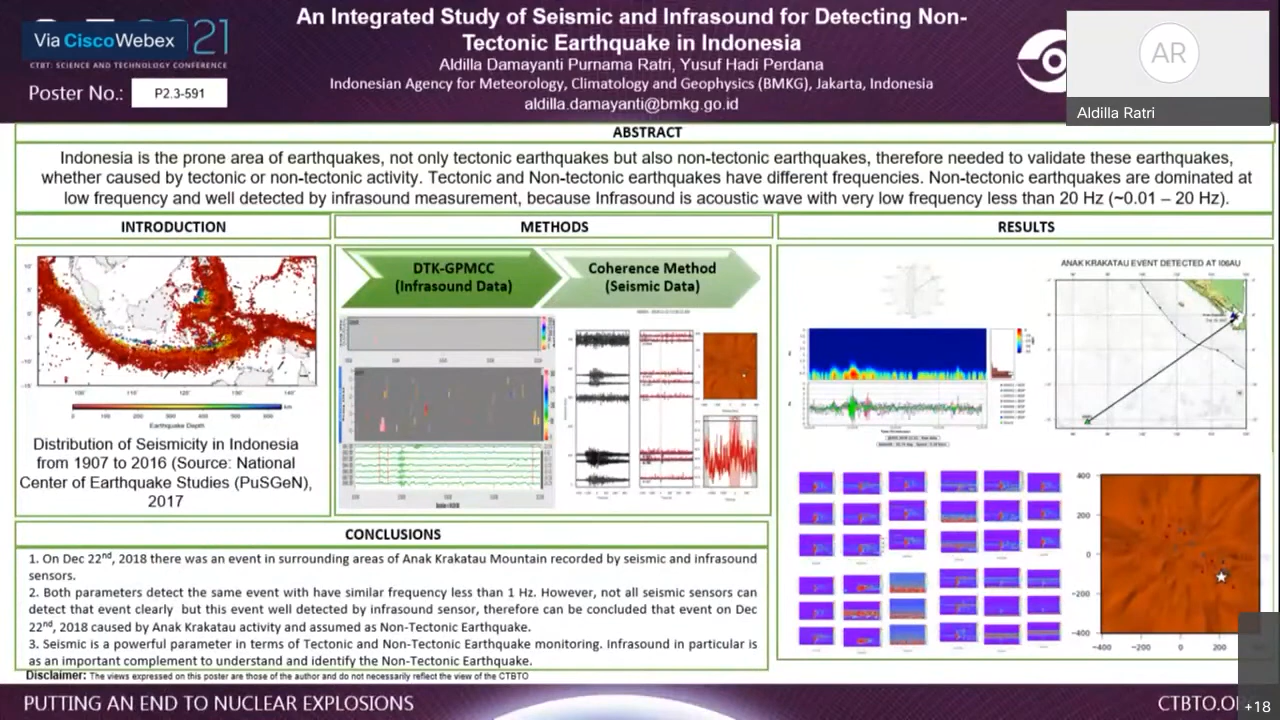 An Integrated Study of Seismic and Infrasound for Detecting Non-
Tectonic Earthquake in Indonesia
Aldilla Damayanti Purnama Ratri, Yusuf Hadi Perdana
Indonesian Agency for Meteorology, Climatology and Geophysics (BMKG), Jakarta, Indonesia
aldilla.damayanti@bmkg.go.id
Via CiscoWebex
21
CTBT: SCIENCE AND TECHNOLOGY CONFERENCE
Poster No.: P2.3-591
AR
Aldilla Ratri
ABSTRACT
Indonesia is the prone area of earthquakes, not only tectonic earthquakes but also non-tectonic earthquakes, therefore needed to validate these earthquakes,
whether caused by tectonic or non-tectonic activity. Tectonic and Non-tectonic earthquakes have different frequencies. Non-tectonic earthquakes are dominated at
low frequency and well detected by infrasound measurement, because Infrasound is acoustic wave with very low frequency less than 20 Hz (~0.01 – 20 Hz).
INTRODUCTION
Earthquake Depth
km
Distribution of Seismicity in Indonesia
from 1907 to 2016 (Source: National
Center of Earthquake Studies (PuSGeN),
2017
METHODS
DTK-GPMCC
(Infrasound Data)
Coherence Method
(Seismic Data)
RESULTS
ANAK KRAKATAU EVENT DETECTED AT I06AU
400
200
0
−200
−400
−400 −200 0 200
CONCLUSIONS
1. On Dec 22nd, 2018 there was an event in surrounding areas of Anak Krakatau Mountain recorded by seismic and infrasound
sensors.
2. Both parameters detect the same event with have similar frequency less than 1 Hz. However, not all seismic sensors can
detect that event clearly but this event well detected by infrasound sensor, therefore can be concluded that event on Dec
22nd, 2018 caused by Anak Krakatau activity and assumed as Non-Tectonic Earthquake.
3. Seismic is a powerful parameter in terms of Tectonic and Non-Tectonic Earthquake monitoring. Infrasound in particular is
as an important complement to understand and identify the Non-Tectonic Earthquake.
Disclaimer: The views expressed on this poster are those of the author and do not necessarily reflect the view of the CTBTO
PUTTING AN END TO NUCLEAR EXPLOSIONS
CTBTO.O
+18